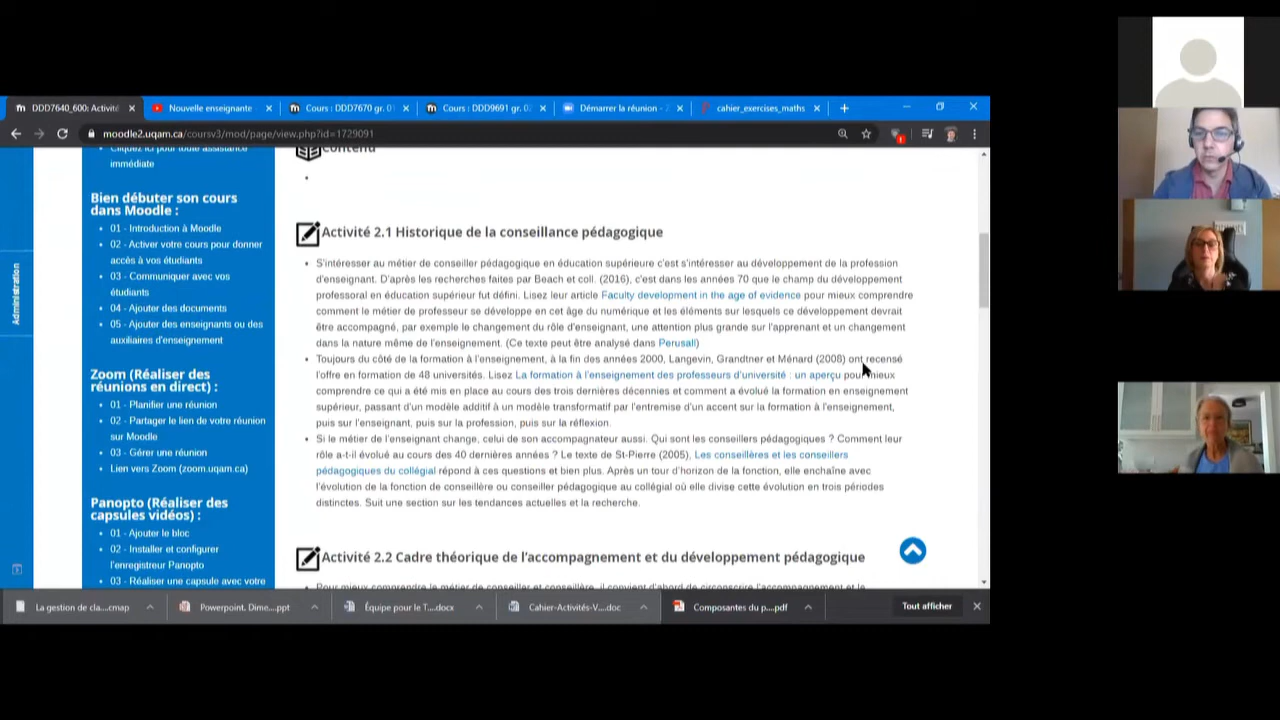 DDD7640_600: Activité
Nouvelle enseignante
Cours : DDD7670 gr. 01
Cours : DDD9691 gr. 0
Démarrer la réunion - Z
cahier_exercises_maths
moodle2.uqam.ca/coursv3/mod/page/view.php?id=1729091
Administration
Cliquez ici pour toute assistance
immédiate
Bien débuter son cours
dans Moodle :
01 - Introduction à Moodle
02 - Activer votre cours pour donner
accès à vos étudiants
03 - Communiquer avec vos
étudiants
04 - Ajouter des documents
05 - Ajouter des enseignants ou des
auxiliaires d'enseignement
Zoom (Réaliser des
réunions en direct) :
01 - Planifier une réunion
02 - Partager le lien de votre réunion
sur Moodle
03 - Gérer une réunion
Lien vers Zoom (zoom.uqam.ca)
Panopto (Réaliser des
capsules vidéos) :
01 - Ajouter le bloc
02 - Installer et configurer
l'enregistreur Panopto
03 - Réaliser une capsule avec votre
Contenu
Activité 2.1 Historique de la conseillance pédagogique
S'intéresser au métier de conseiller pédagogique en éducation supérieure c'est s'intéresser au développement de la profession
d'enseignant. D'après les recherches faites par Beach et coll. (2016), c'est dans les années 70 que le champ du développement
professoral en éducation supérieur fut défini. Lisez leur article Faculty development in the age of evidence pour mieux comprendre
comment le métier de professeur se développe en cet âge du numérique et les éléments sur lesquels ce développement devrait
être accompagné, par exemple le changement du rôle d'enseignant, une attention plus grande sur l'apprenant et un changement
dans la nature même de l'enseignement. (Ce texte peut être analysé dans Perusall)
Toujours du côté de la formation à l'enseignement, à la fin des années 2000, Langevin, Grandtner et Ménard (2008) ont recensé
l'offre en formation de 48 universités. Lisez La formation à l'enseignement des professeurs d'université : un aperçu pour mieux
comprendre ce qui a été mis en place au cours des trois dernières décennies et comment a évolué la formation en enseignement
supérieur, passant d'un modèle additif à un modèle transformatif par l'entremise d'un accent sur la formation à l'enseignement,
puis sur l'enseignant, puis sur la profession, puis sur la réflexion.
Si le métier de l'enseignant change, celui de son accompagnateur aussi. Qui sont les conseillers pédagogiques ? Comment leur
rôle a-t-il évolué au cours des 40 dernières années ? Le texte de St-Pierre (2005), Les conseillères et les conseillers
pédagogiques du collégial répond à ces questions et bien plus. Après un tour d'horizon de la fonction, elle enchaîne avec
l'évolution de la fonction de conseillère ou conseiller pédagogique au collégial où elle divise cette évolution en trois périodes
distinctes. Suit une section sur les tendances actuelles et la recherche.
Activité 2.2 Cadre théorique de l'accompagnement et du développement pédagogique
Pour mieux comprendre le métier de conseiller et conseillère, il convient d'abord de circonscrire l'accompagnement et le
La gestion de cla....cmap
Powerpoint. Dime....ppt
Équipe pour le T....docx
Cahier-Activités-V....doc
Composantes du p....pdf
Tout afficher